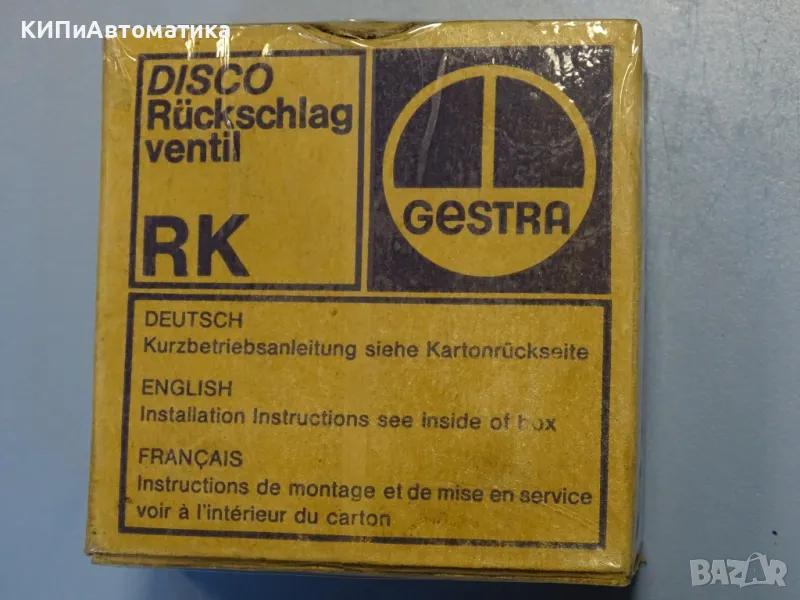 КИПиАвтоматика
DISCO
Rückschlag
ventil
RK
GESTRA
DEUTSCH
Kurzbetriebsanleitung siehe Kartonrückseite
ENGLISH
Installation Instructions see inside of box
FRANÇAIS
Instructions de montage et de mise en service
voir à l'intérieur du carton
BAZAR